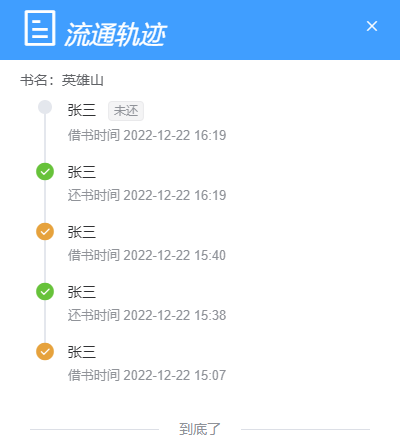 流通轨迹
书名：英雄山
张三 未还
借书时间 2022-12-22 16:19
张三
还书时间 2022-12-22 16:19
张三
借书时间 2022-12-22 15:40
张三
还书时间 2022-12-22 15:38
张三
借书时间 2022-12-22 15:07
到底了